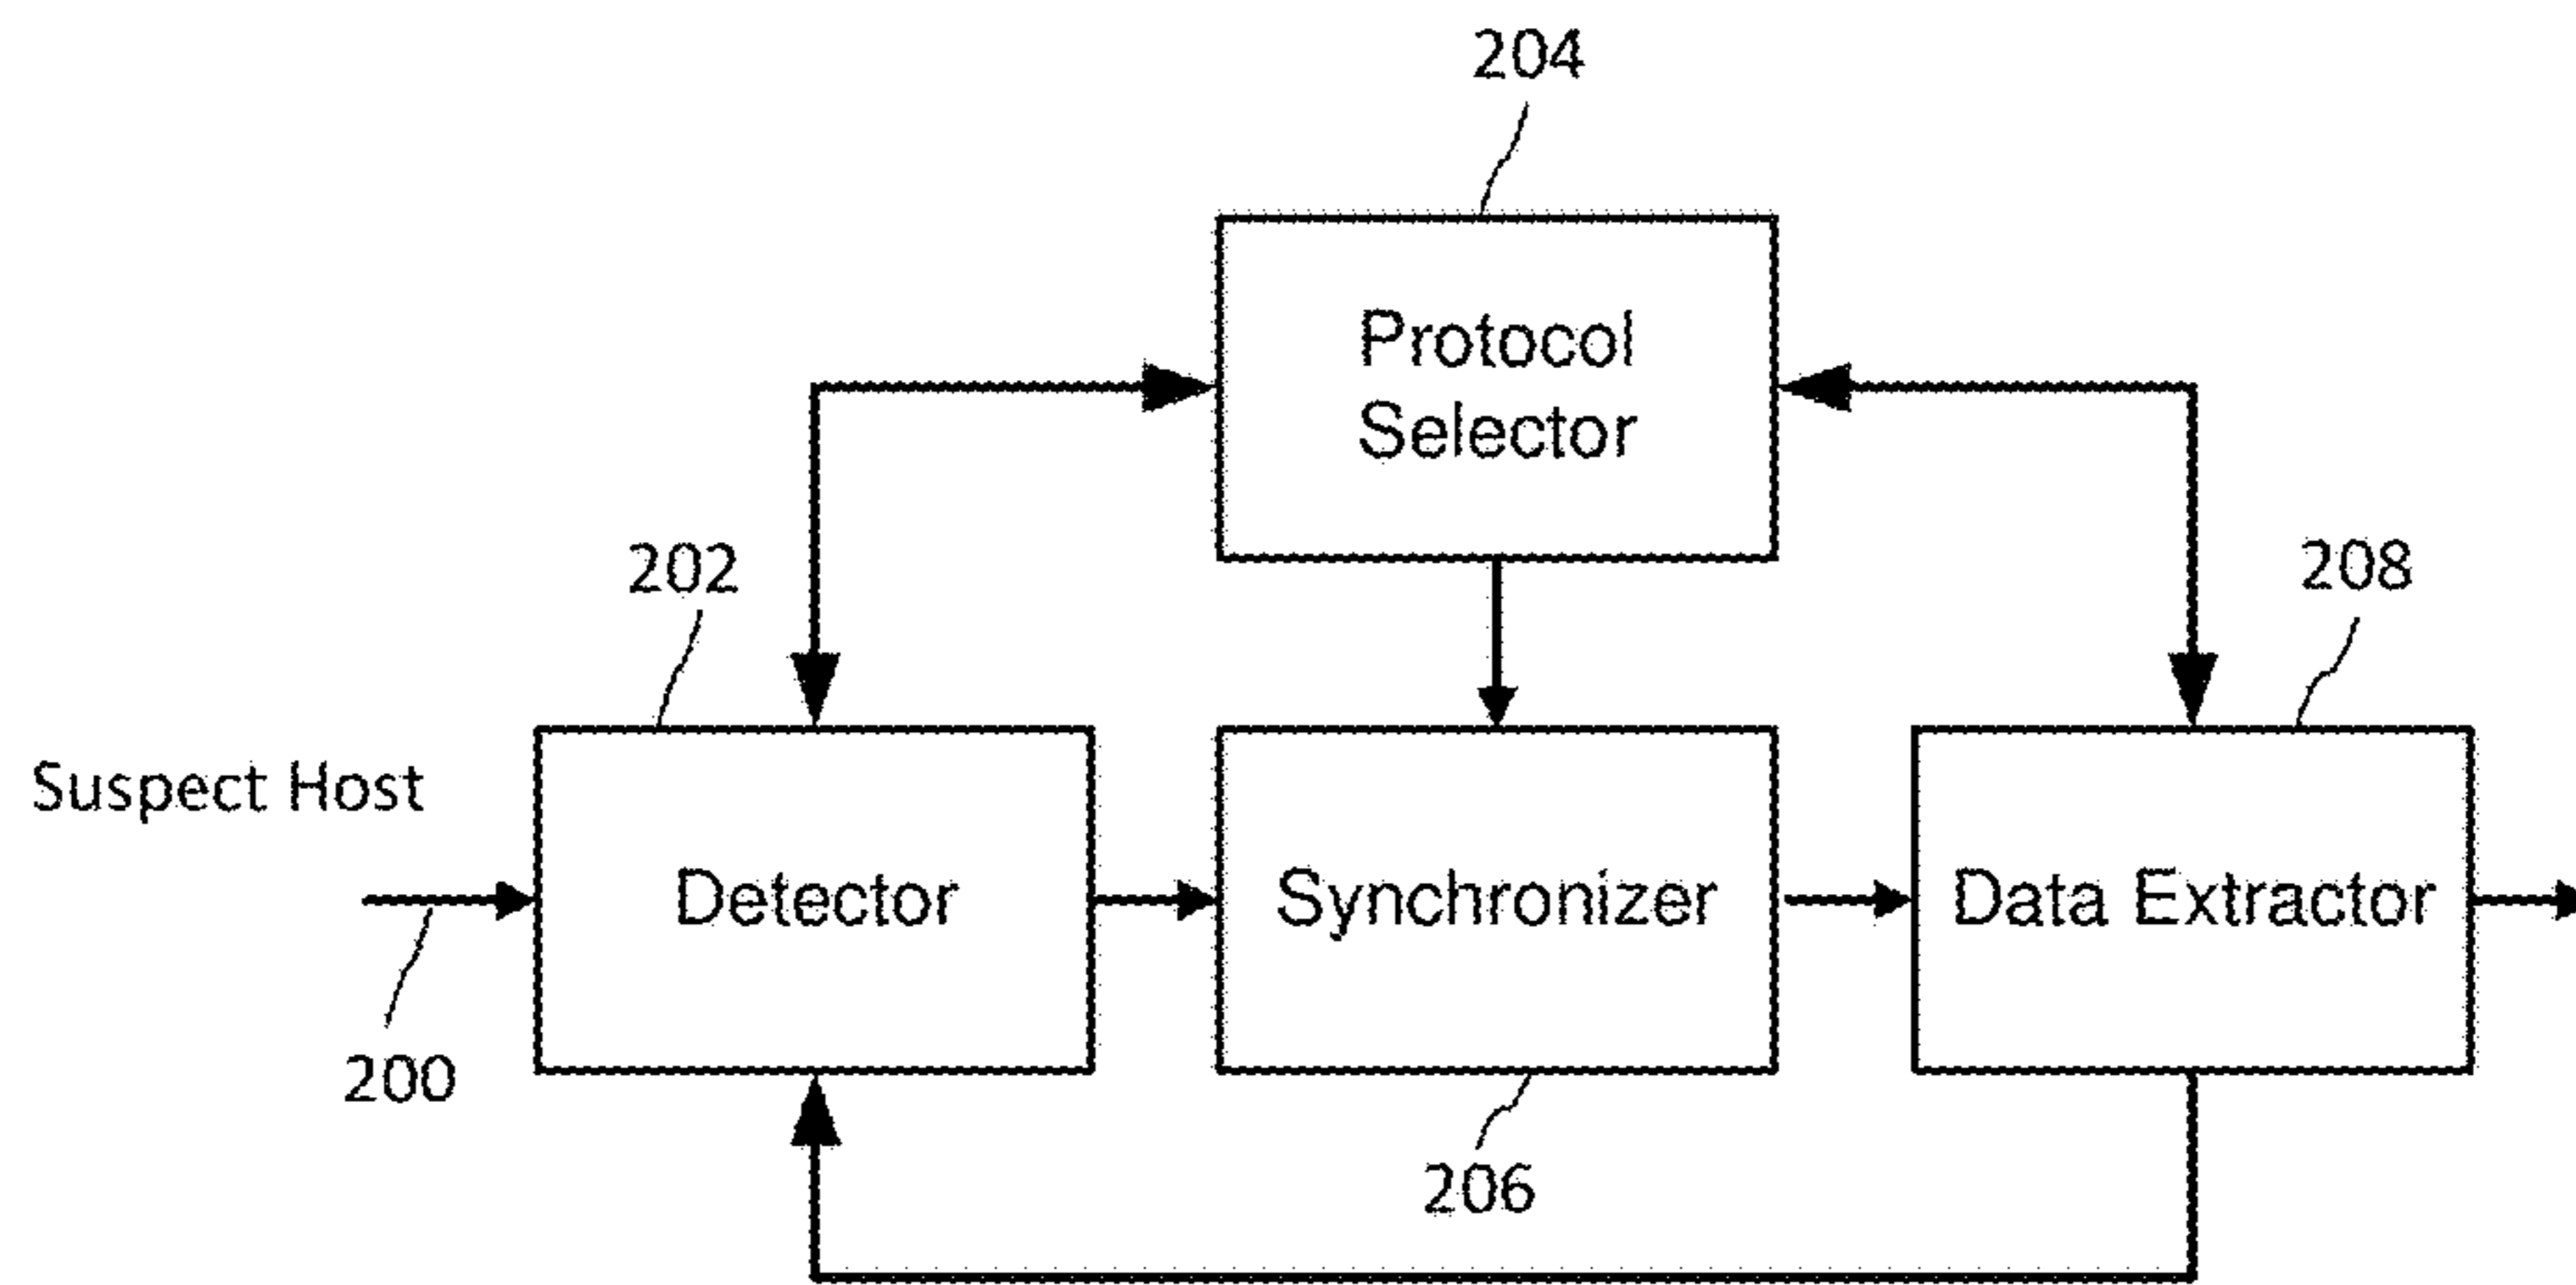 204
Protocol
Selector
202
208
Suspect Host
Detector
Synchronizer
Data Extractor
200
206